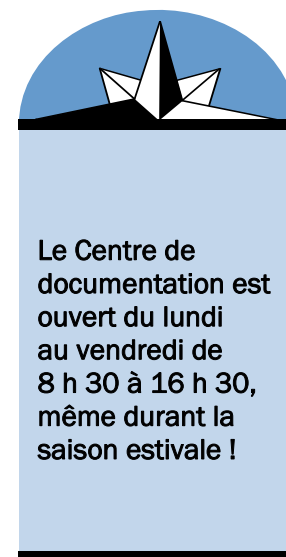 Le Centre de
documentation est
ouvert du lundi
au vendredi de
8 h 30 à 16 h 30,
même durant la
saison estivale !